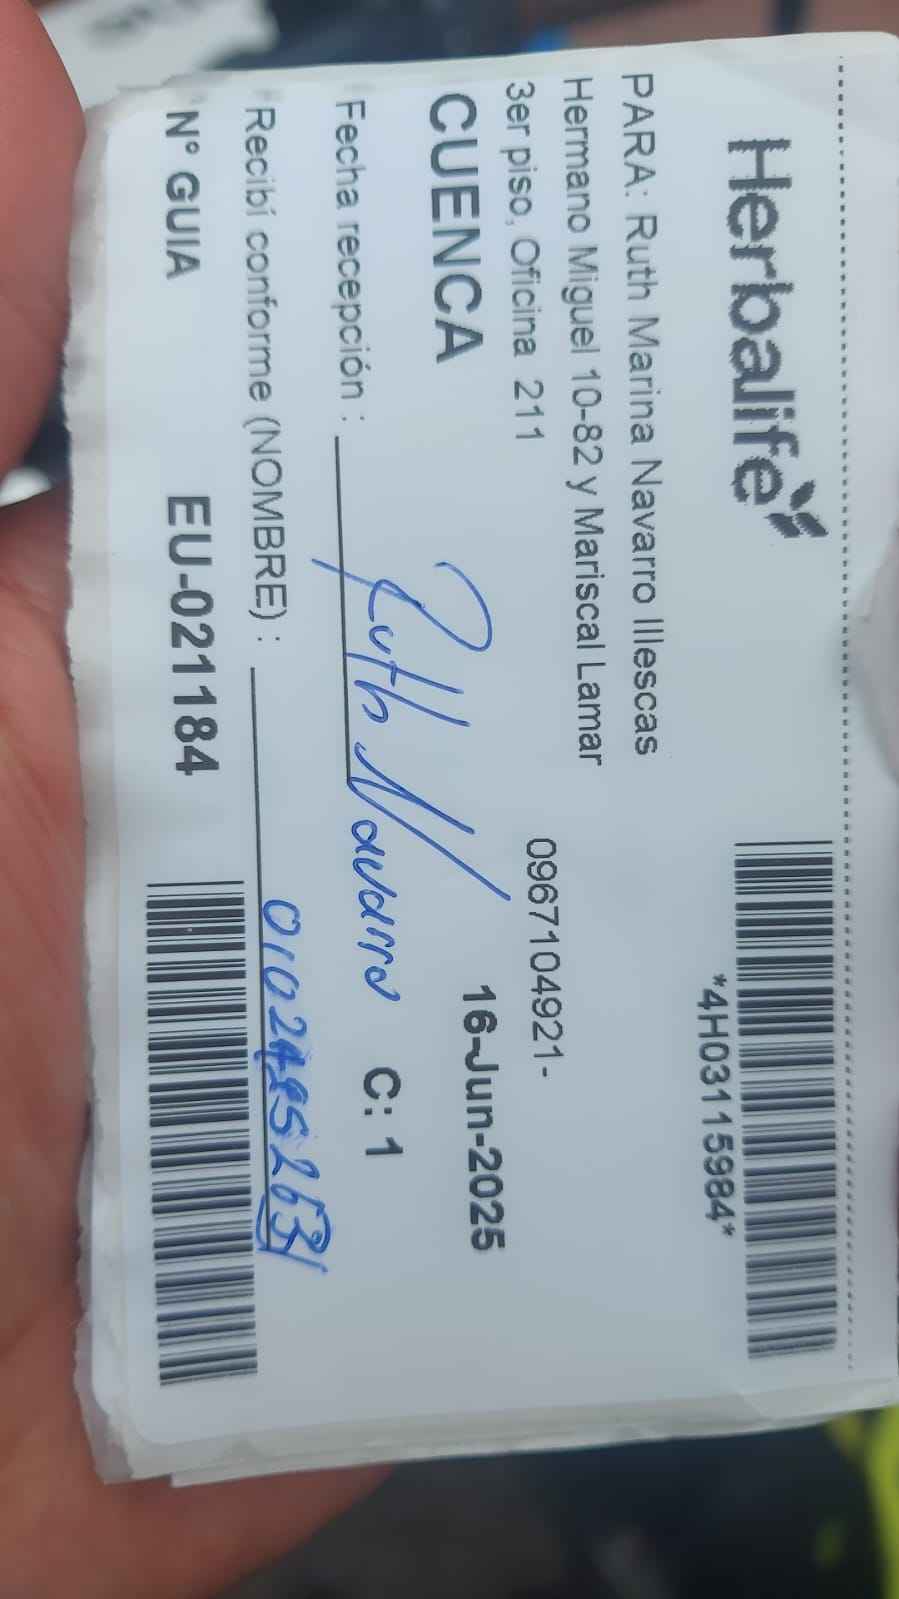 Herbalife
*4H03115984*
PARA: Ruth Marina Navarro Illescas
Hermano Miguel 10-82 y Mariscal Lamar
3er piso, Oficina 211 0967104921-
CUENCA 16-Jun-2025
Ruth Navarro C: 1
Fecha recepción :
Recibí conforme (NOMBRE) :
N° GUIA EU-021184